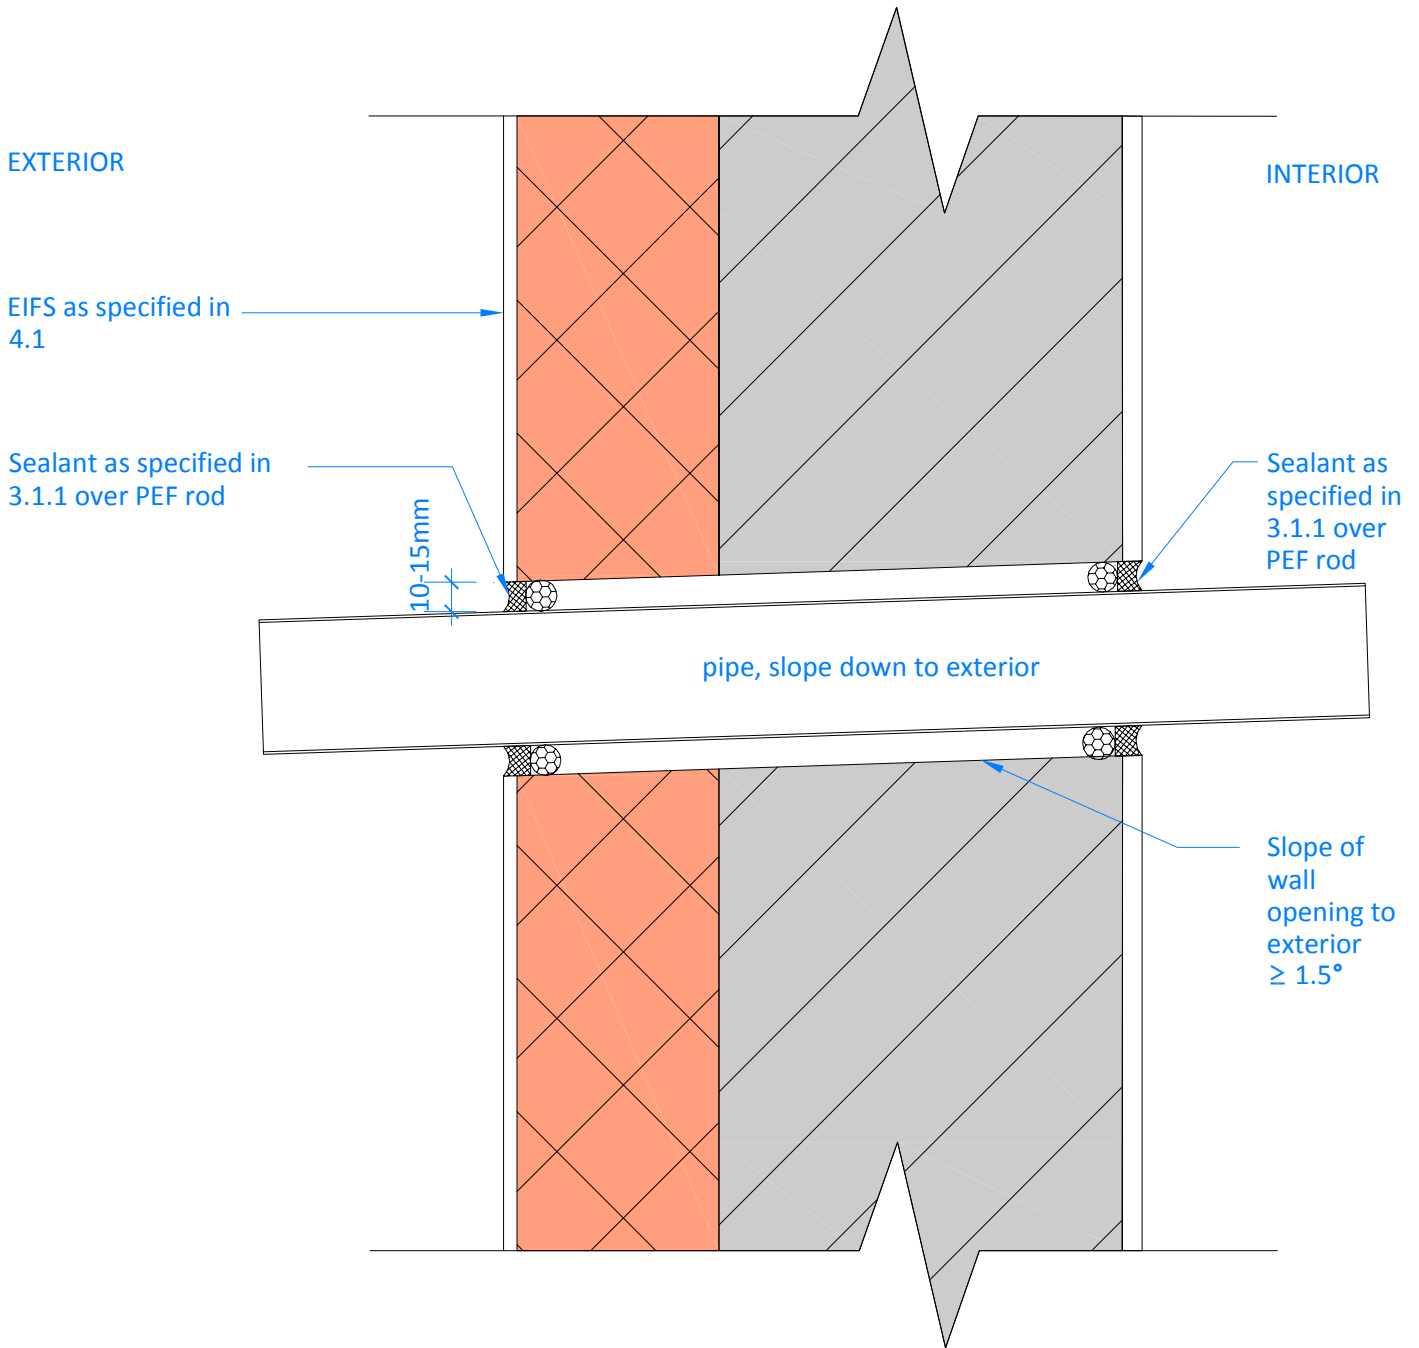 EXTERIOR
INTERIOR
EIFS as specified in
4.1
Sealant as specified in
3.1.1 over PEF rod
10-15mm
Sealant as
specified in
3.1.1 over
PEF rod
pipe, slope down to exterior
Slope of
wall
opening to
exterior
≥ 1.5°